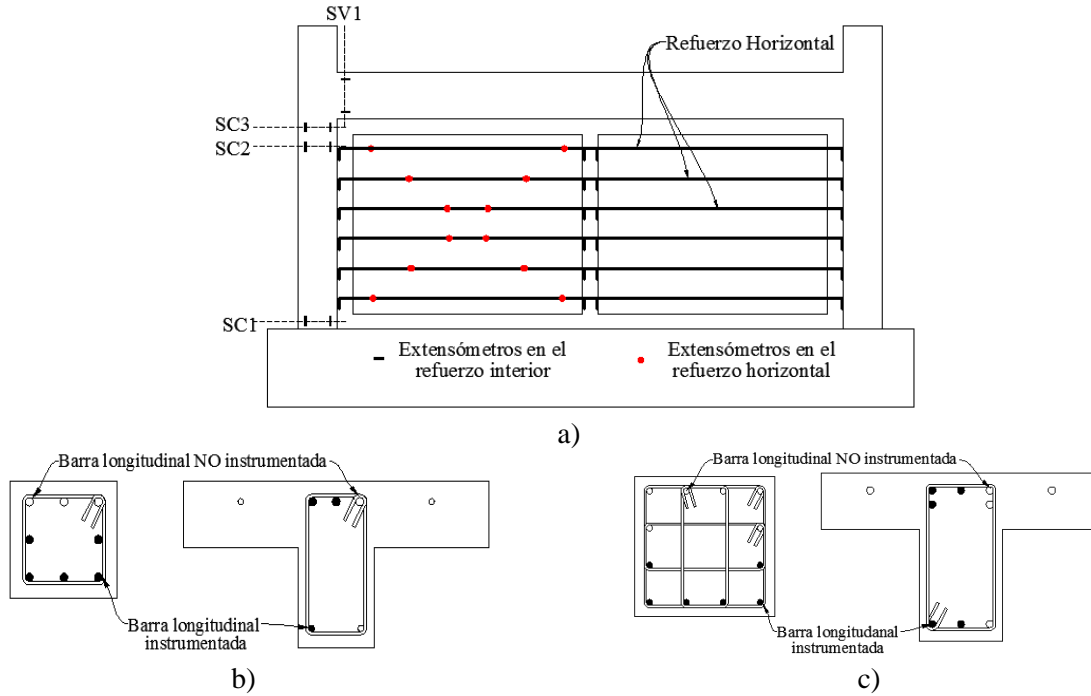 SV1
Refuerzo Horizontal
SC3
SC2
SC1
Extensómetros en el
refuerzo interior
Extensómetros en el
refuerzo horizontal
a)
Barra longitudinal NO instrumentada
Barra longitudinal
instrumentada
b)
Barra longitudinal NO instrumentada
Barra longitudanal
instrumentada
c)